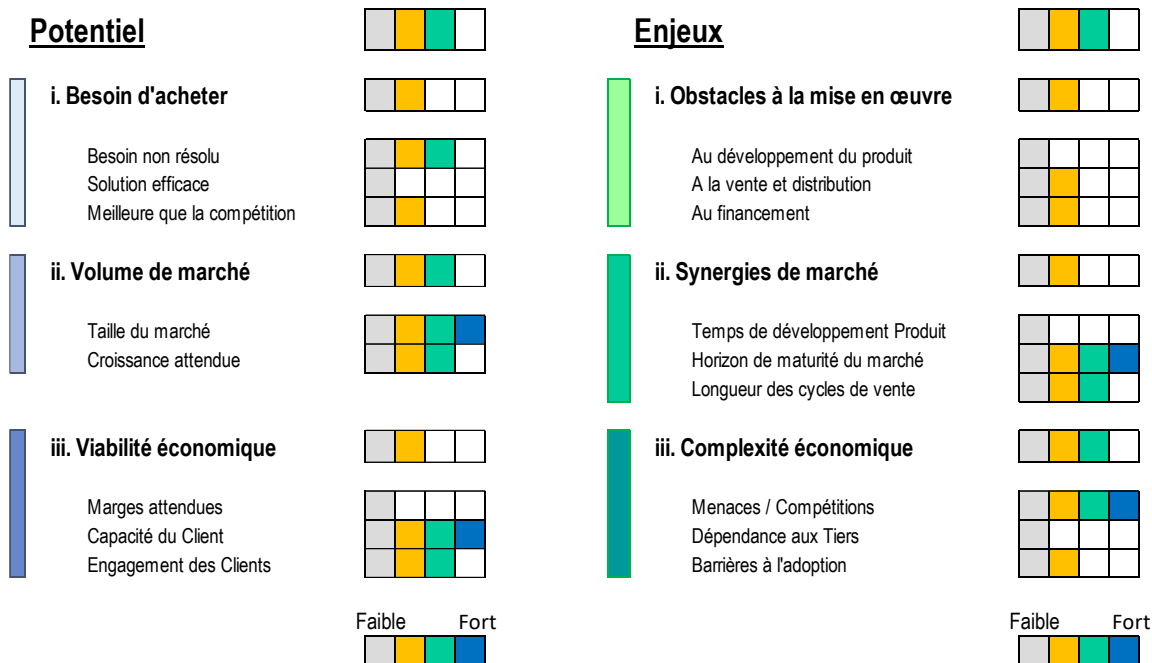 Potentiel
i. Besoin d'acheter
Besoin non résolu
Solution efficace
Meilleure que la compétition
ii. Volume de marché
Taille du marché
Croissance attendue
iii. Viabilité économique
Marges attendues
Capacité du Client
Engagement des Clients
Faible Fort
Enjeux
i. Obstacles à la mise en œuvre
Au développement du produit
A la vente et distribution
Au financement
ii. Synergies de marché
Temps de développement Produit
Horizon de maturité du marché
Longueur des cycles de vente
iii. Complexité économique
Menaces / Compétitions
Dépendance aux Tiers
Barrières à l'adoption
Faible Fort